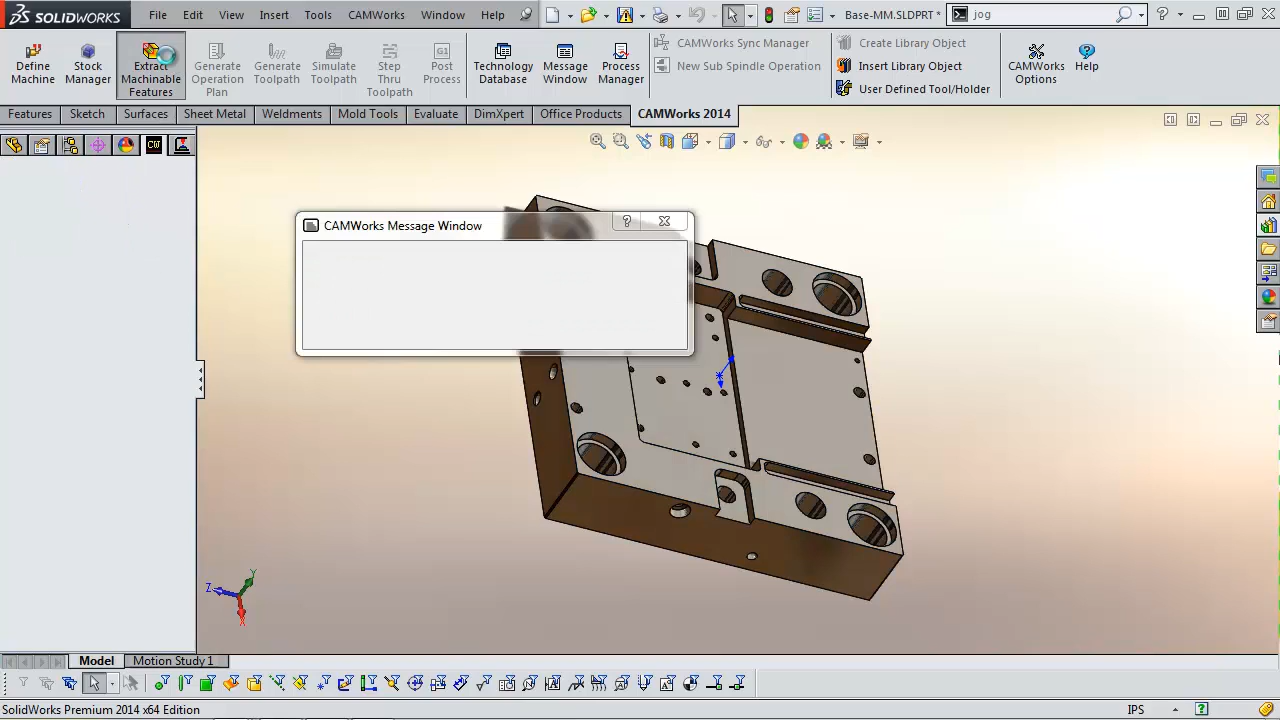 SOLIDWORKS File Edit View Insert Tools CAMWorks Window Help Base-MM.SLDPRT * jog
Define Machine
Stock Manager
Extract Machinable Features
Generate Operation Plan
Generate Toolpath
Simulate Toolpath
Step Thru Toolpath
G1
Post Process
Technology Database
Message Window
Process Manager
CAMWorks Sync Manager
New Sub Spindle Operation
Create Library Object
Insert Library Object
User Defined Tool/Holder
CAMWorks Options
Help
Features Sketch Surfaces Sheet Metal Weldments Mold Tools Evaluate DimXpert Office Products CAMWorks 2014
CW
CAMWorks Message Window
Z Y X
Model Motion Study 1
SolidWorks Premium 2014 x64 Edition IPS